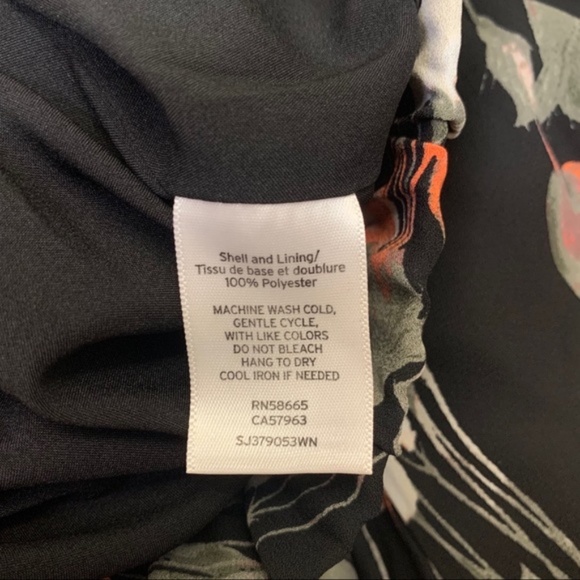 Shell and Lining/
Tissu de base et doublure
100% Polyester
MACHINE WASH COLD,
GENTLE CYCLE,
WITH LIKE COLORS
DO NOT BLEACH
HANG TO DRY
COOL IRON IF NEEDED
RN58665
CA57963
SJ379053WN